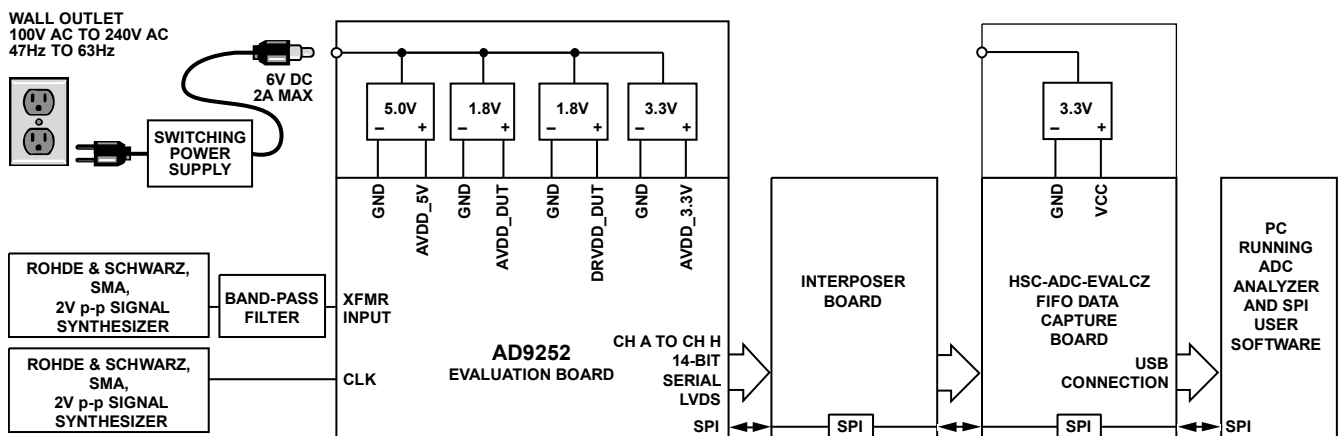 WALL OUTLET
100V AC TO 240V AC
47Hz TO 63Hz
6V DC
2A MAX
SWITCHING
POWER
SUPPLY
5.0V
– +
1.8V
– +
1.8V
– +
3.3V
– +
3.3V
– +
GND
AVDD_5V
GND
AVDD_DUT
GND
DRVDD_DUT
GND
AVDD_3.3V
GND
VCC
ROHDE & SCHWARZ,
SMA,
2V p-p SIGNAL
SYNTHESIZER
BAND-PASS
FILTER
XFMR
INPUT
ROHDE & SCHWARZ,
SMA,
2V p-p SIGNAL
SYNTHESIZER
CLK
AD9252
EVALUATION BOARD
CH A TO CH H
14-BIT
SERIAL
LVDS
SPI
INTERPOSER
BOARD
SPI
HSC-ADC-EVALCZ
FIFO DATA
CAPTURE
BOARD
USB
CONNECTION
SPI
PC
RUNNING
ADC
ANALYZER
AND SPI
USER
SOFTWARE
SPI